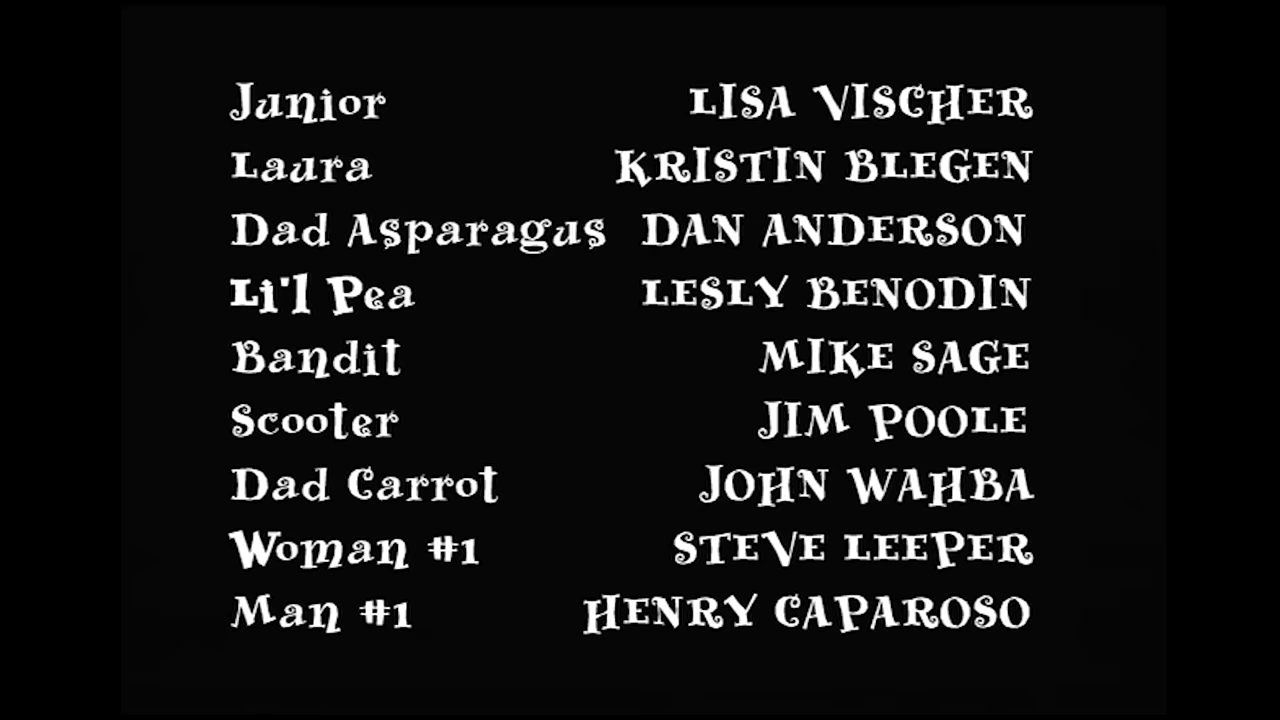 Junior LISA VISCHER
Laura KRISTIN BLEGEN
Dad Asparagus DAN ANDERSON
Li'l Pea LESLY BENODIN
Bandit MIKE SAGE
Scooter JIM POOLE
Dad Carrot JOHN WAHBA
Woman #1 STEVE LEEPER
Man #1 HENRY CAPAROSO